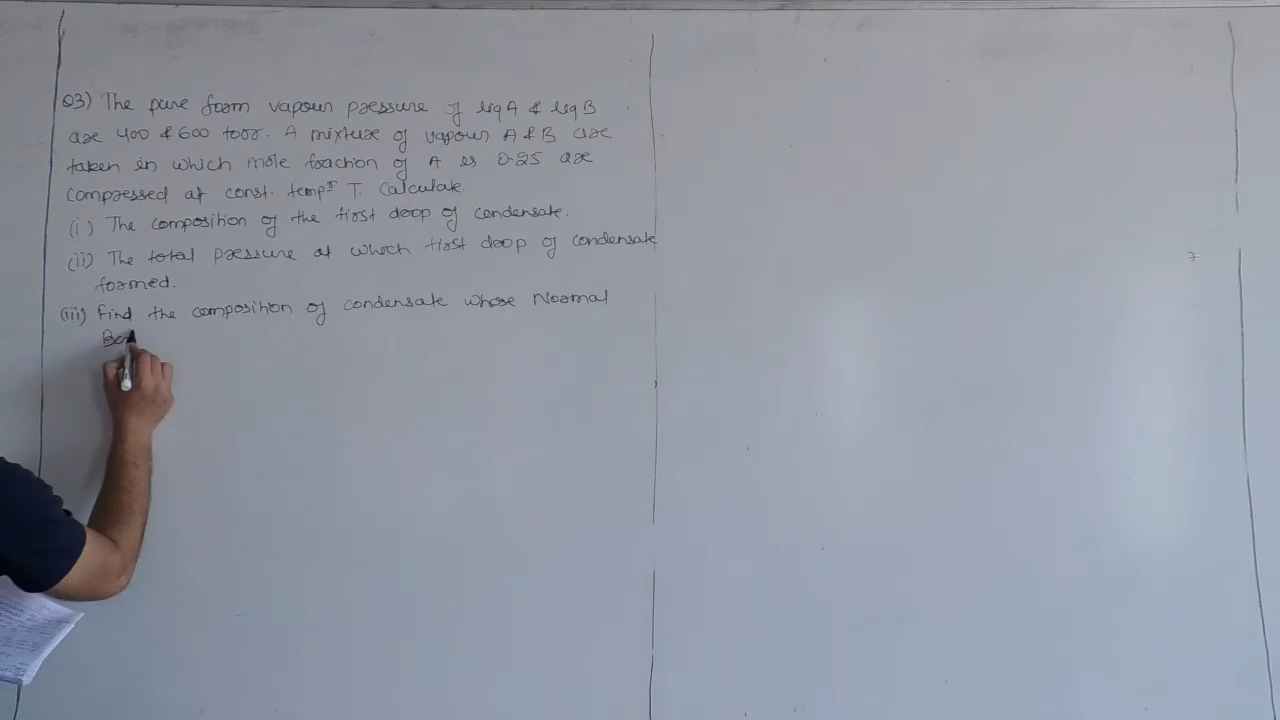 Q3) The pure form vapour pressure of liq A & liq B
are 400 & 600 torr. A mixture of vapour A & B are
taken in which mole fraction of A is 0.25 are
compressed at const. tempr T. Calculate.
(i) The composition of the first drop of condensate.
(ii) The total pressure at which first drop of condensate
formed.
(iii) Find the composition of condensate whose Normal